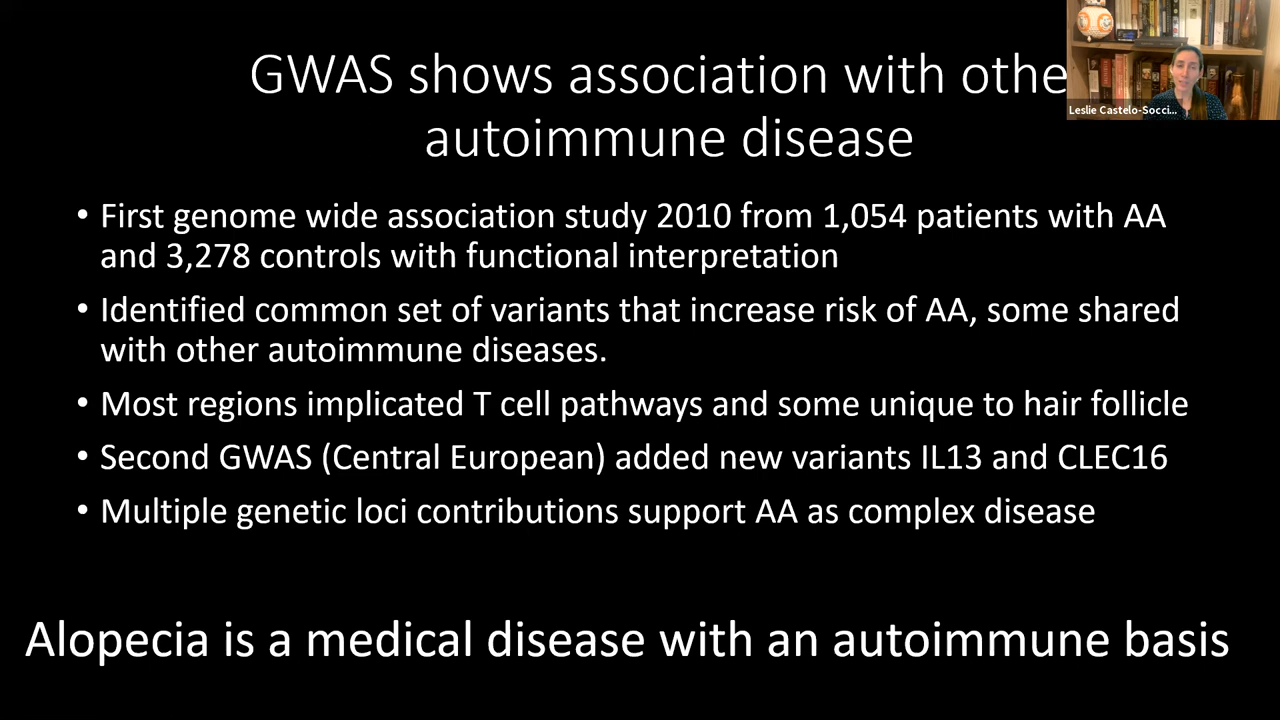 GWAS shows association with othe
autoimmune disease
Leslie Castelo-Socci...
• First genome wide association study 2010 from 1,054 patients with AA
and 3,278 controls with functional interpretation
• Identified common set of variants that increase risk of AA, some shared
with other autoimmune diseases.
• Most regions implicated T cell pathways and some unique to hair follicle
• Second GWAS (Central European) added new variants IL13 and CLEC16
• Multiple genetic loci contributions support AA as complex disease
Alopecia is a medical disease with an autoimmune basis